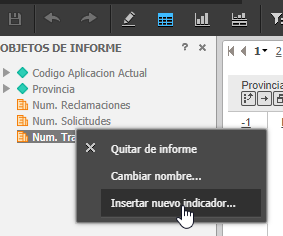 OBJETOS DE INFORME
Codigo Aplicacion Actual
Provincia
Num. Reclamaciones
Num. Solicitudes
Num. Tra
Quitar de informe
Cambiar nombre...
Insertar nuevo indicador...
1
2
Provincia
-1